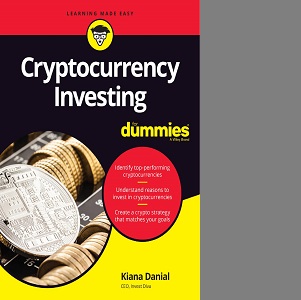 LEARNING MADE EASY
Cryptocurrency
Investing
for
dummies
A Wiley Brand
Identify top-performing
cryptocurrencies
Understand reasons to
invest in cryptocurrencies
Create a crypto strategy
that matches your goals
Kiana Danial
CEO, Invest Diva